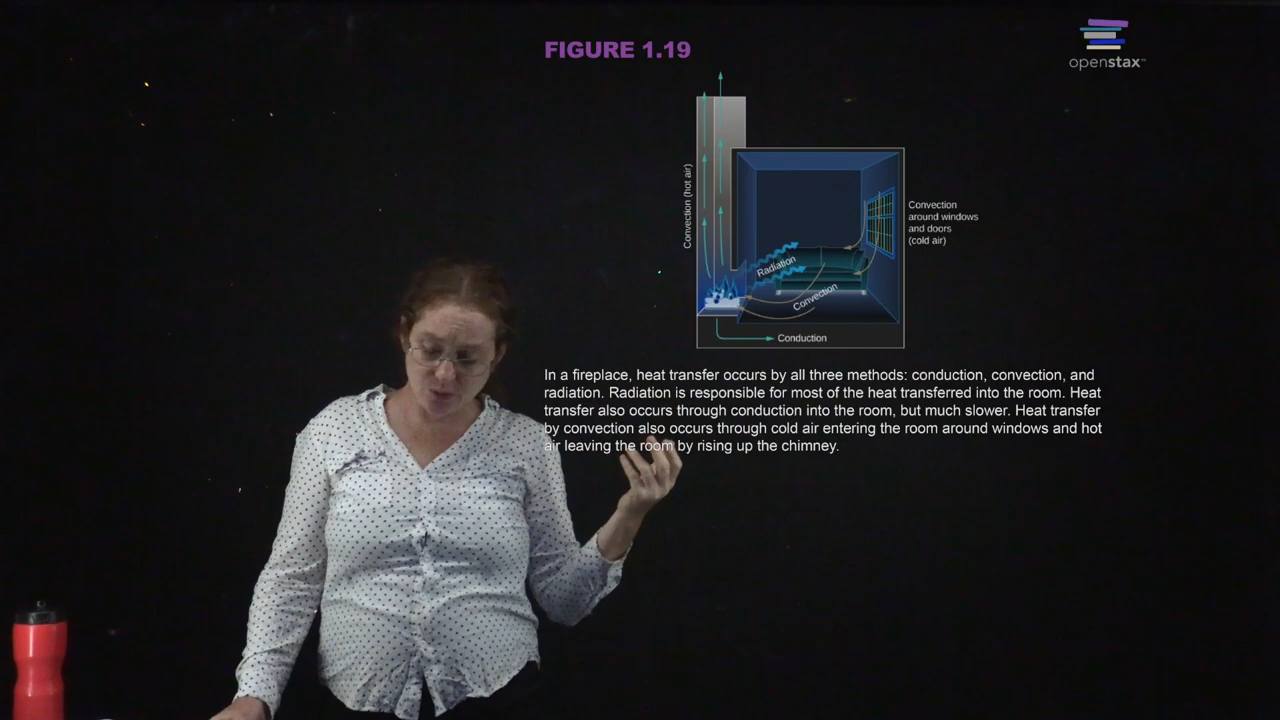 FIGURE 1.19
openstax™
Convection (hot air)
Convection
around windows
and doors
(cold air)
Radiation
Convection
Conduction
In a fireplace, heat transfer occurs by all three methods: conduction, convection, and
radiation. Radiation is responsible for most of the heat transferred into the room. Heat
transfer also occurs through conduction into the room, but much slower. Heat transfer
by convection also occurs through cold air entering the room around windows and hot
air leaving the room by rising up the chimney.